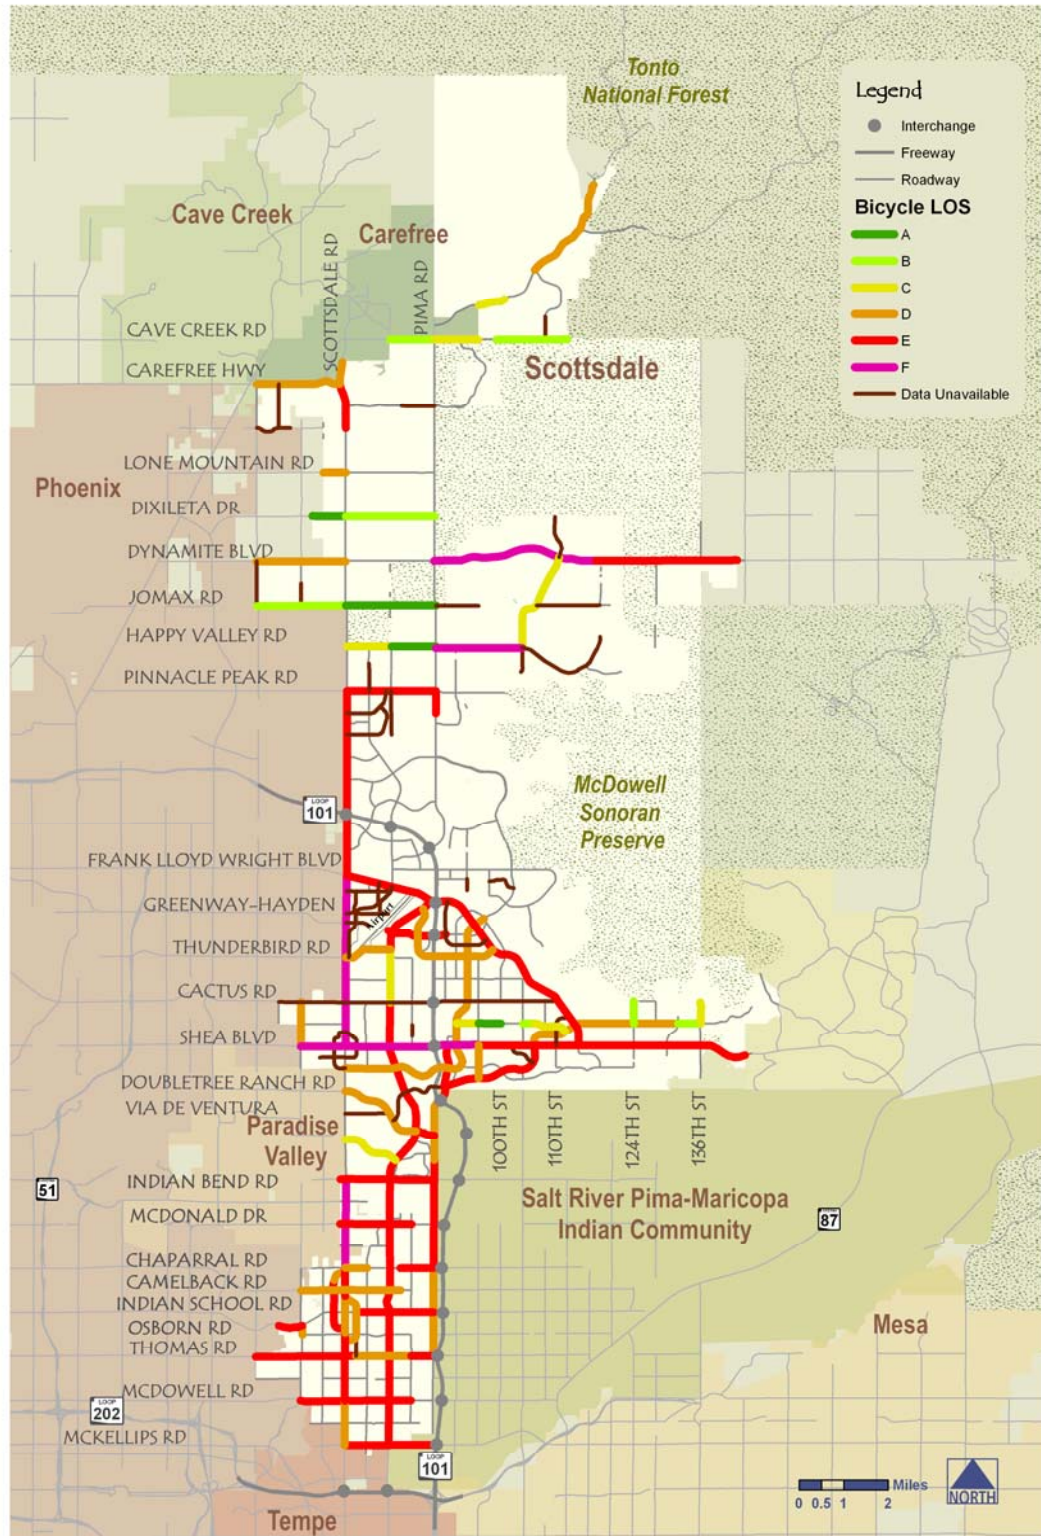 Tonto
National Forest
Legend
Interchange
Freeway
Roadway
Bicycle LOS
A
B
C
D
E
F
Data Unavailable
Cave Creek
Carefree
SCOTTSDALE RD
PIMA RD
CAVE CREEK RD
CAREFREE HWY
Scottsdale
LONE MOUNTAIN RD
Phoenix
DIXILETA DR
DYNAMITE BLVD
JOMAX RD
HAPPY VALLEY RD
PINNACLE PEAK RD
McDowell
Sonoran
Preserve
LOOP
101
FRANK LLOYD WRIGHT BLVD
GREENWAY-HAYDEN
Airport
THUNDERBIRD RD
CACTUS RD
SHEA BLVD
DOUBLETREE RANCH RD
VIA DE VENTURA
100TH ST
110TH ST
124TH ST
136TH ST
Paradise
Valley
51
INDIAN BEND RD
Salt River Pima-Maricopa
Indian Community
87
MCDONALD DR
CHAPARRAL RD
CAMELBACK RD
INDIAN SCHOOL RD
OSBORN RD
Mesa
THOMAS RD
MCDOWELL RD
LOOP
202
MCKELLIPS RD
LOOP
101
Miles
0 0.5 1 2
NORTH
Tempe